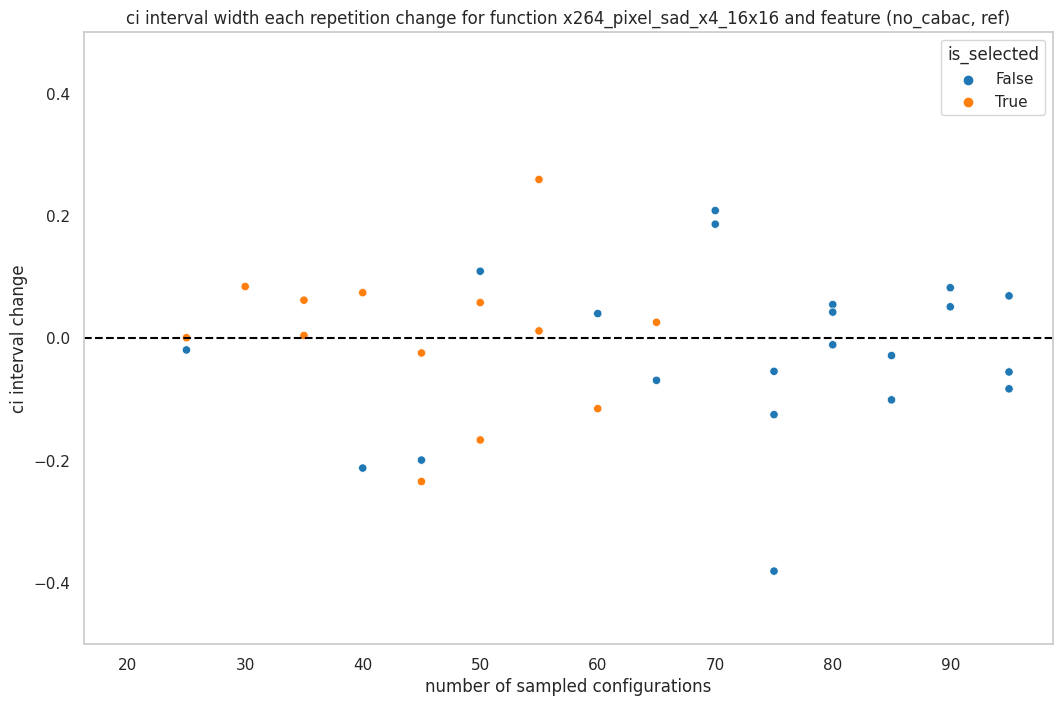 ci interval width each repetition change for function x264_pixel_sad_x4_16x16 and feature (no_cabac, ref)
is_selected
False
True
ci interval change
0.4
0.2
0.0
−0.2
−0.4
20 30 40 50 60 70 80 90
number of sampled configurations